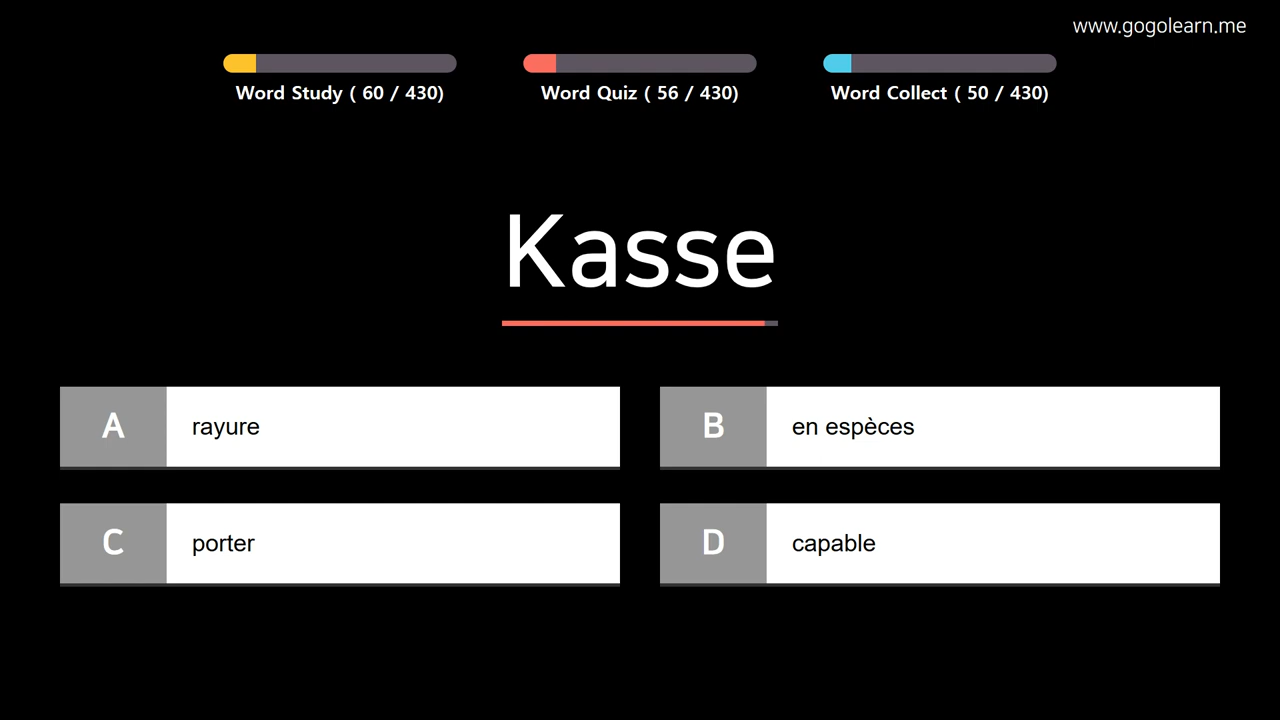 www.gogolearn.me
Word Study ( 60 / 430)
Word Quiz ( 56 / 430)
Word Collect ( 50 / 430)
Kasse
A rayure
B en espèces
C porter
D capable